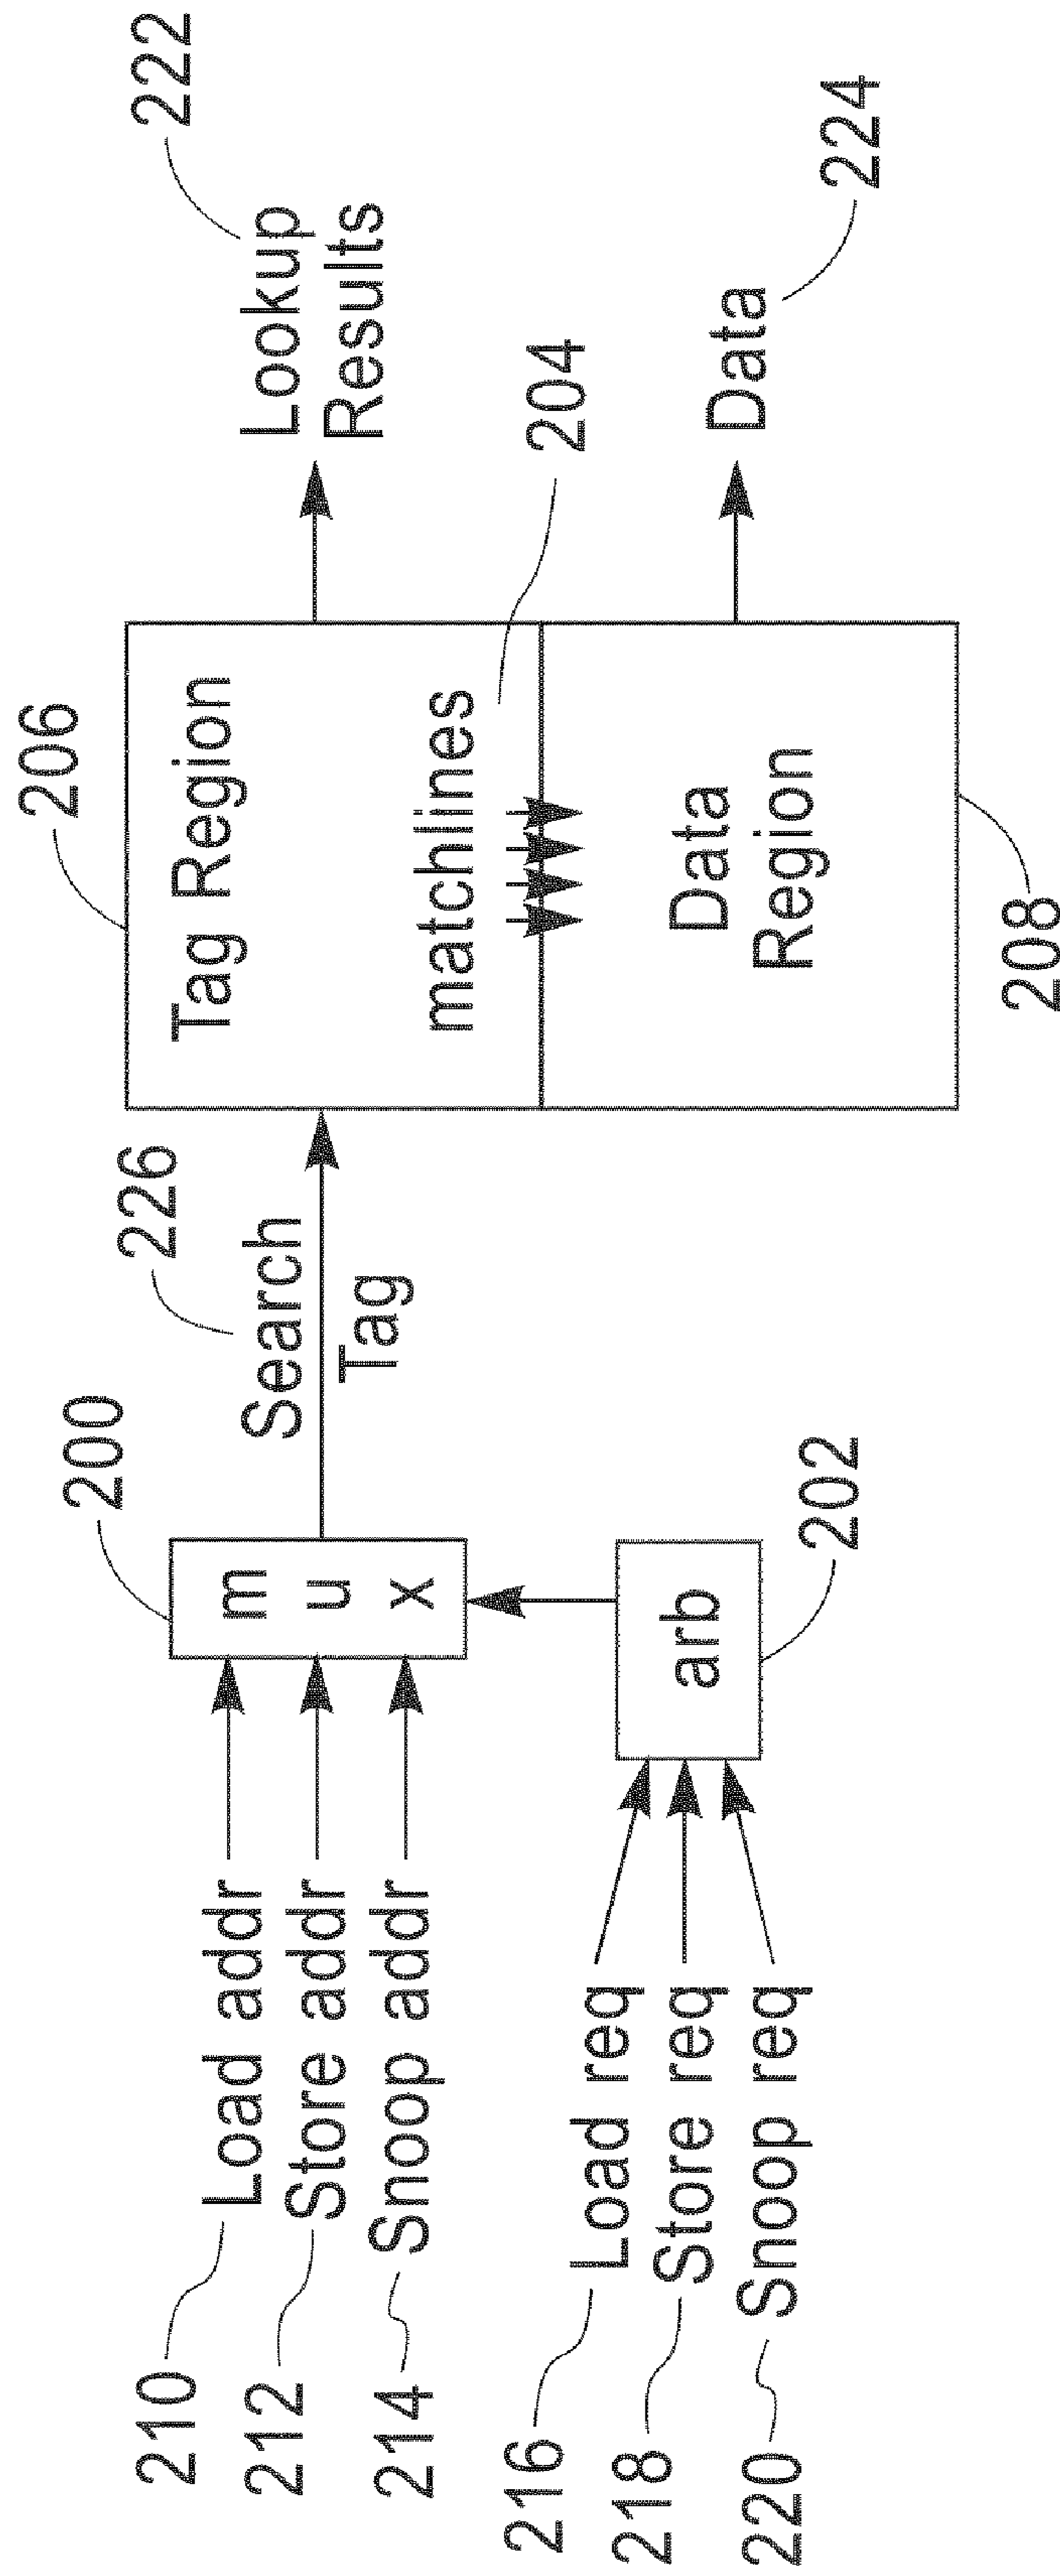 210
Load addr
212
Store addr
214
Snoop addr
216
Load req
218
Store req
220
Snoop req
200
m
u
x
arb
202
226
Search
Tag
206
Tag Region
matchlines
204
Data
Region
208
Lookup
Results
222
Data
224